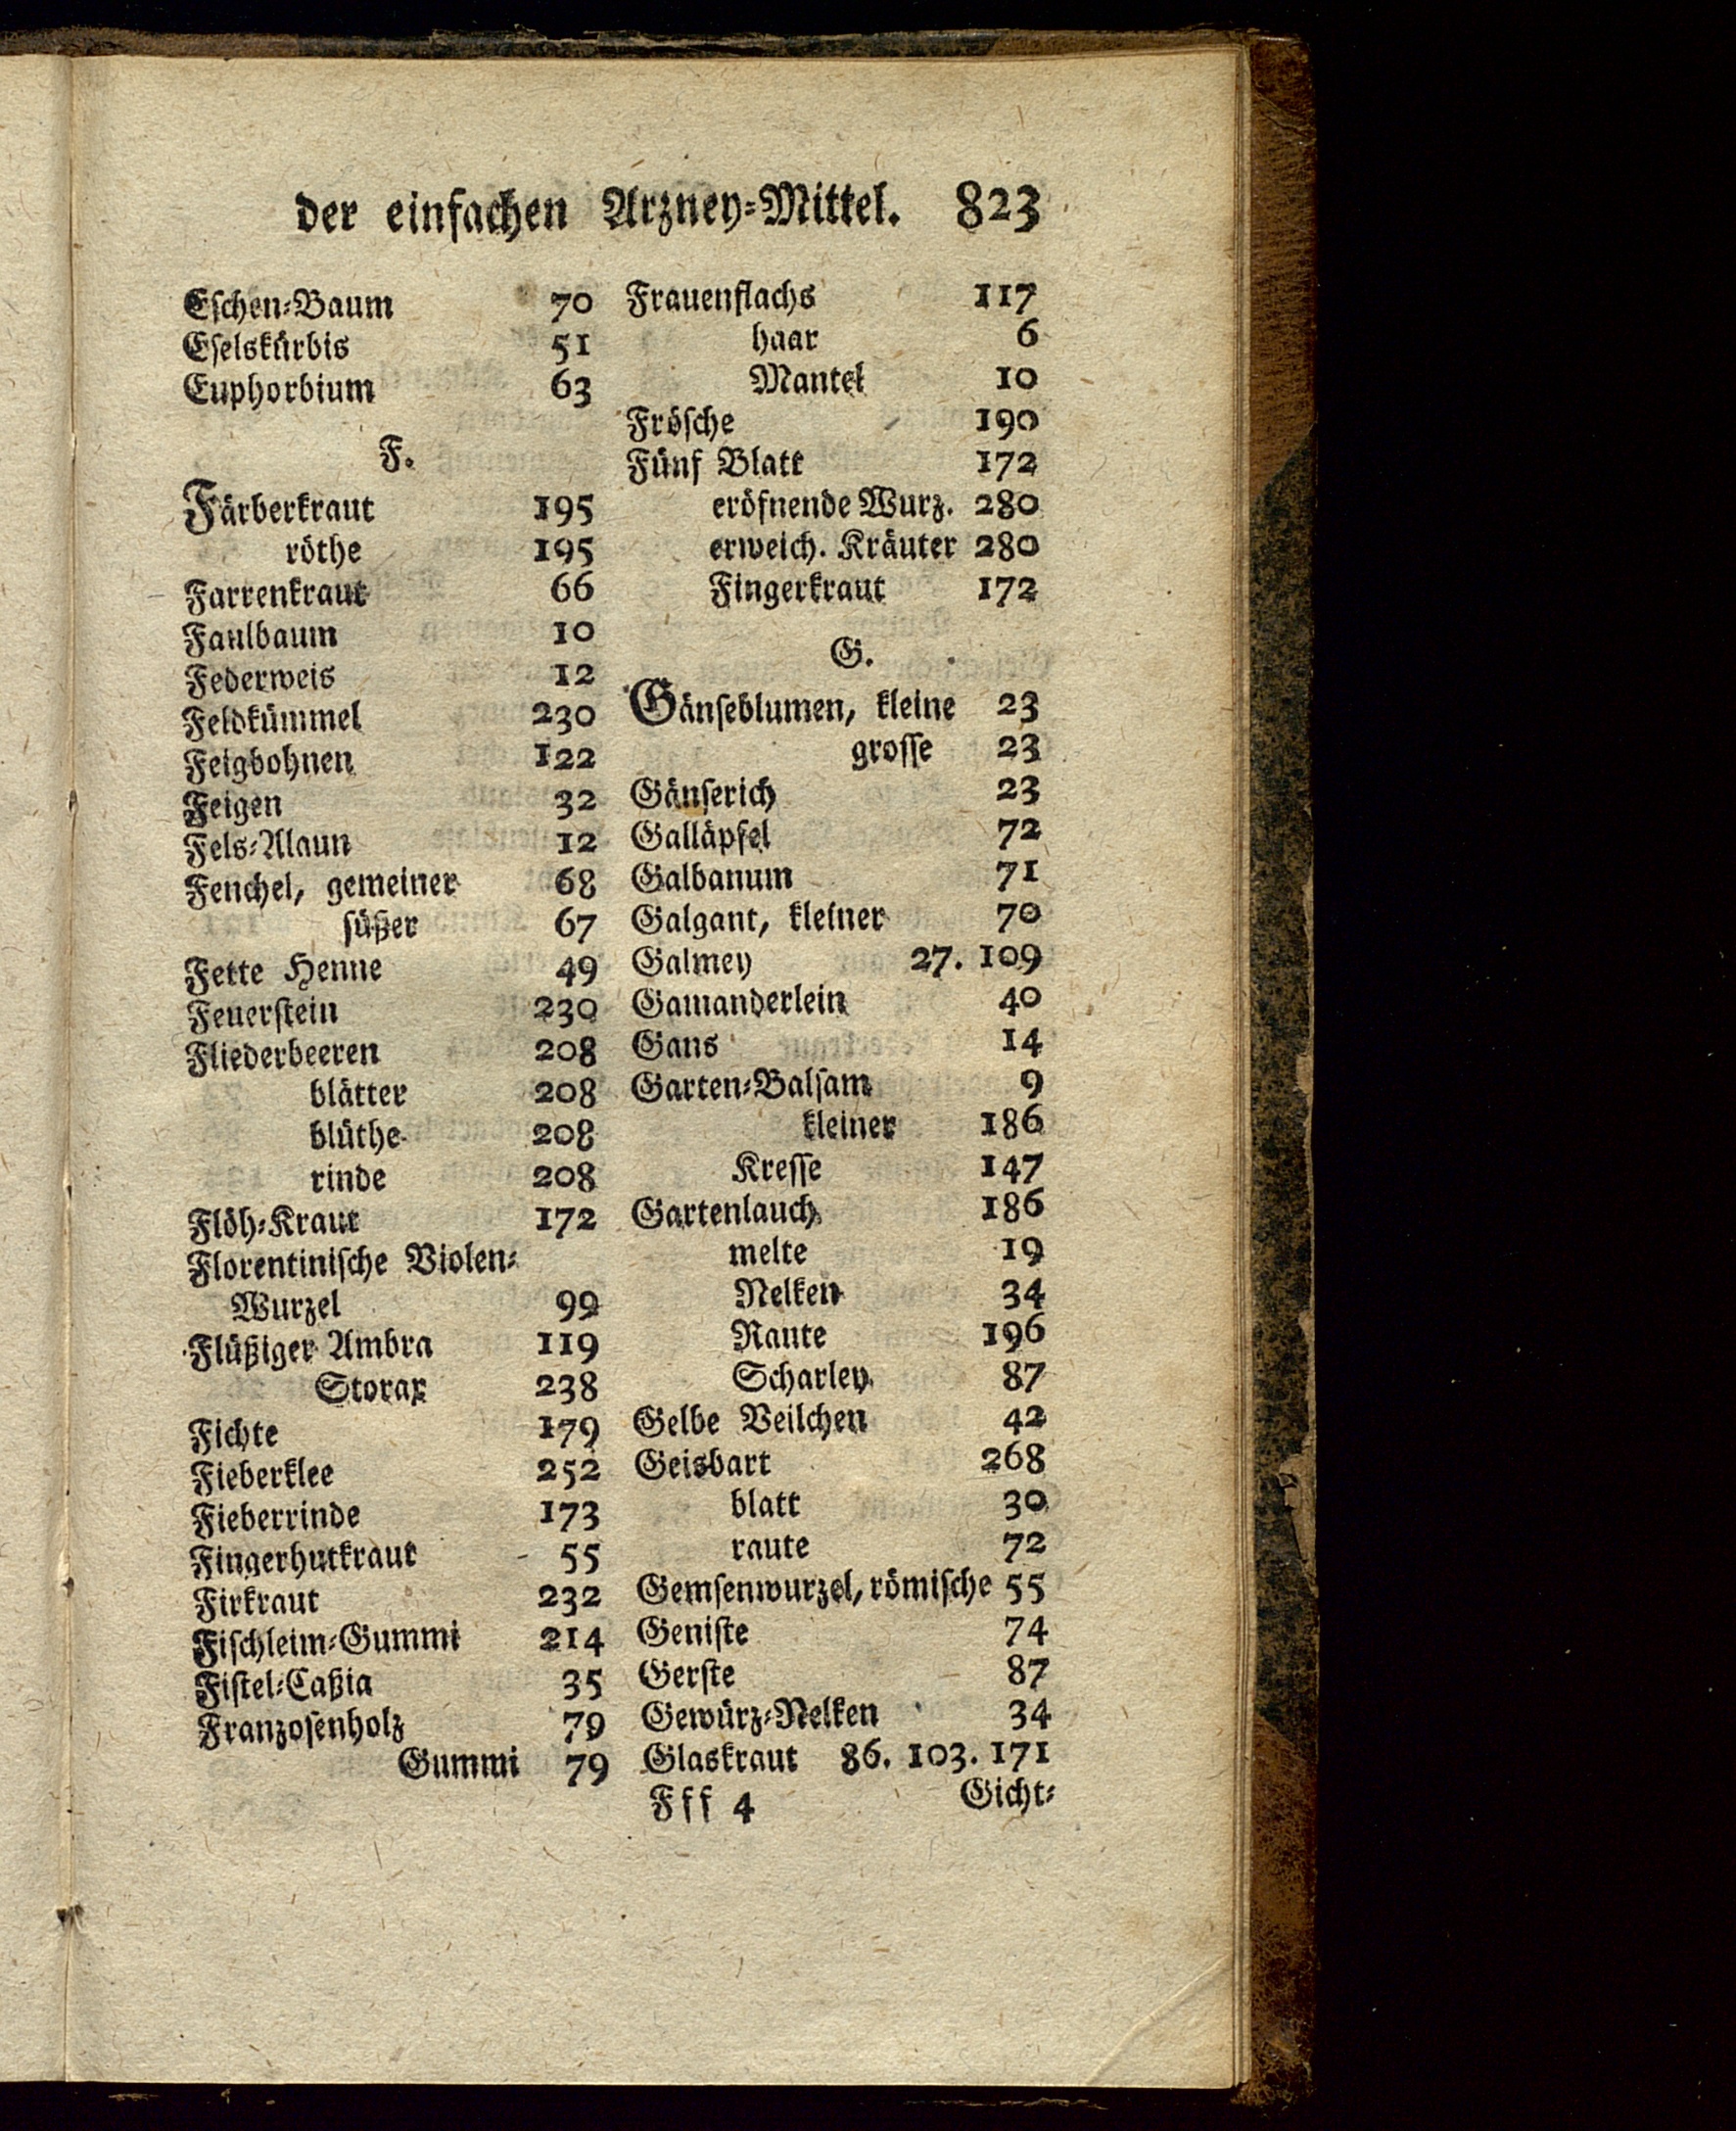 der einfachen Arzney-Mittel. 823
Eschen-Baum 70
Eselskürbis 51
Euphorbium 63
F.
Färberkraut 195
röthe 195
Farrenkraut 66
Faulbaum 10
Federweis 12
Feldkümmel 230
Feigbohnen 122
Feigen 32
Fels-Alaun 12
Fenchel, gemeiner 68
süßer 67
Fette Henne 49
Feuerstein 230
Fliederbeeren 208
blätter 208
blüthe 208
rinde 208
Flöh-Kraut 172
Florentinische Violen-
Wurzel 99
Flüßiger Ambra 119
Storax 238
Fichte 179
Fieberklee 252
Fieberrinde 173
Fingerhutkraut 55
Firkraut 232
Fischleim-Gummi 214
Fistel-Caßia 35
Franzosenholz 79
Gummi 79
Frauenflachs 117
haar 6
Mantel 10
Frösche 190
Fünf Blatt 172
eröfnende Wurz. 280
erweich. Kräuter 280
Fingerkraut 172
G.
Gänseblumen, kleine 23
grosse 23
Gänserich 23
Galläpfel 72
Galbanum 71
Galgant, kleiner 70
Galmey 27. 109
Gamanderlein 40
Gans 14
Garten-Balsam 9
kleiner 186
Kresse 147
Gartenlauch 186
melte 19
Nelken 34
Raute 196
Scharley 87
Gelbe Veilchen 42
Geisbart 268
blatt 30
raute 72
Gemsenwurzel, römische 55
Geniste 74
Gerste 87
Gewürz-Nelken 34
Glaskraut 86. 103. 171
Fff 4 Gicht-